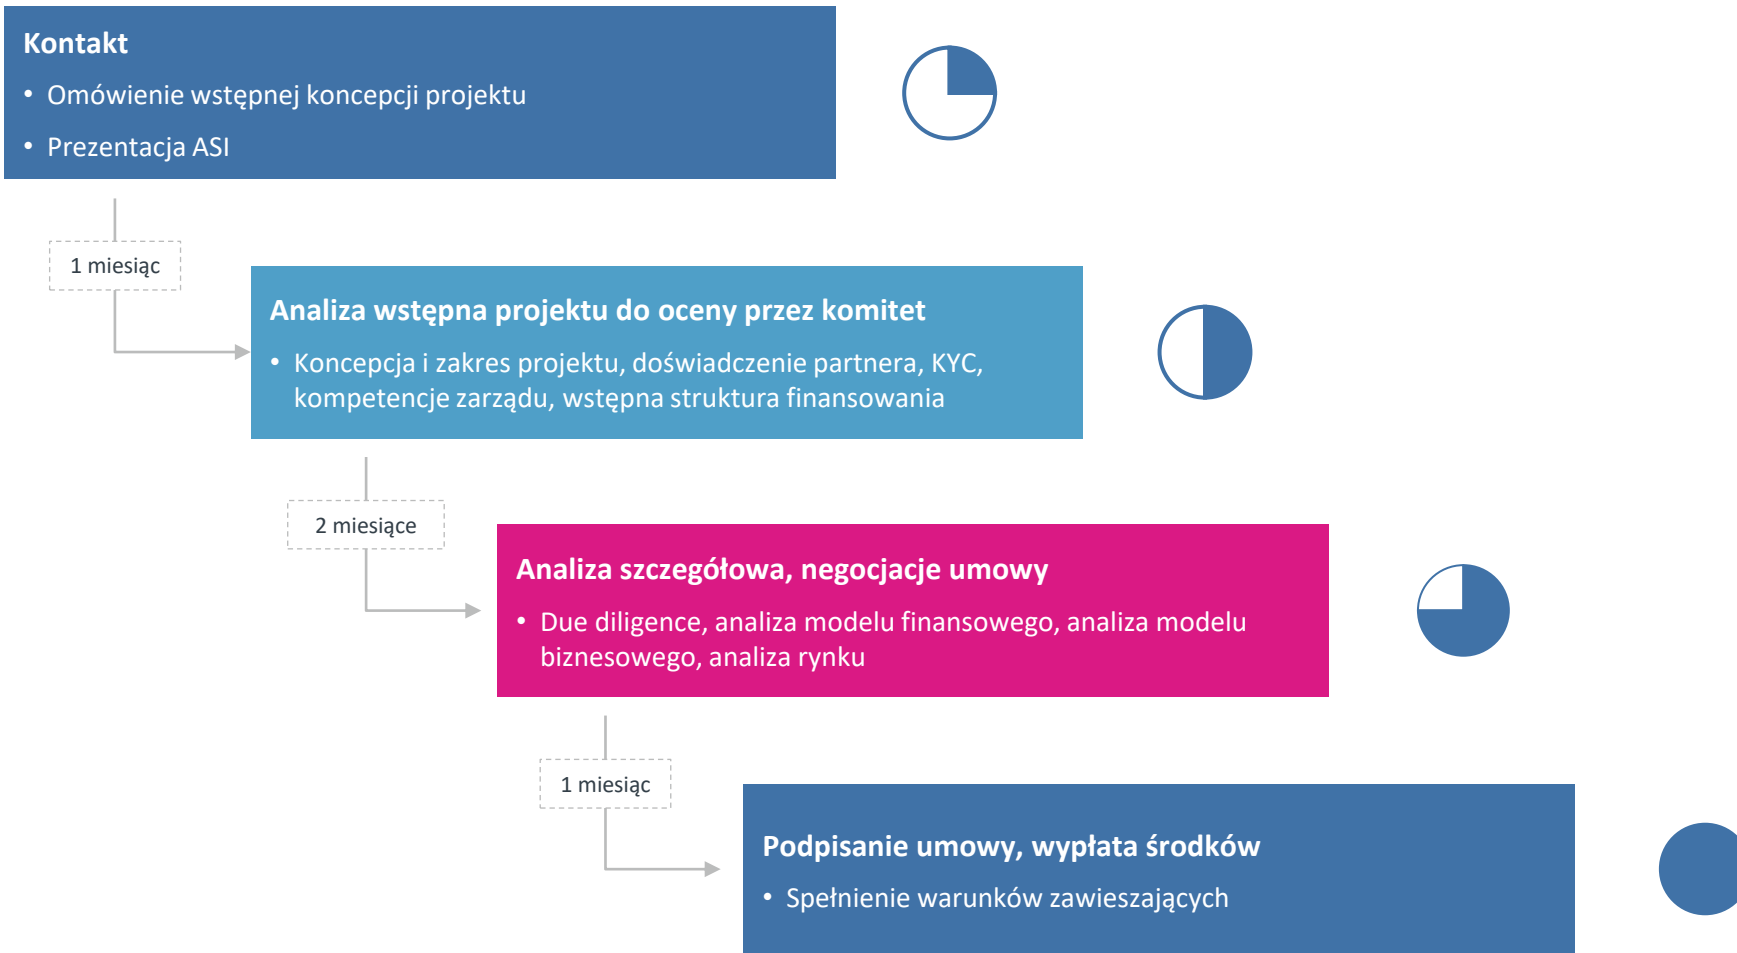 Kontakt
• Omówienie wstępnej koncepcji projektu
• Prezentacja ASI
1 miesiąc
Analiza wstępna projektu do oceny przez komitet
• Koncepcja i zakres projektu, doświadczenie partnera, KYC,
kompetencje zarządu, wstępna struktura finansowania
2 miesiące
Analiza szczegółowa, negocjacje umowy
• Due diligence, analiza modelu finansowego, analiza modelu
biznesowego, analiza rynku
1 miesiąc
Podpisanie umowy, wypłata środków
• Spełnienie warunków zawieszających